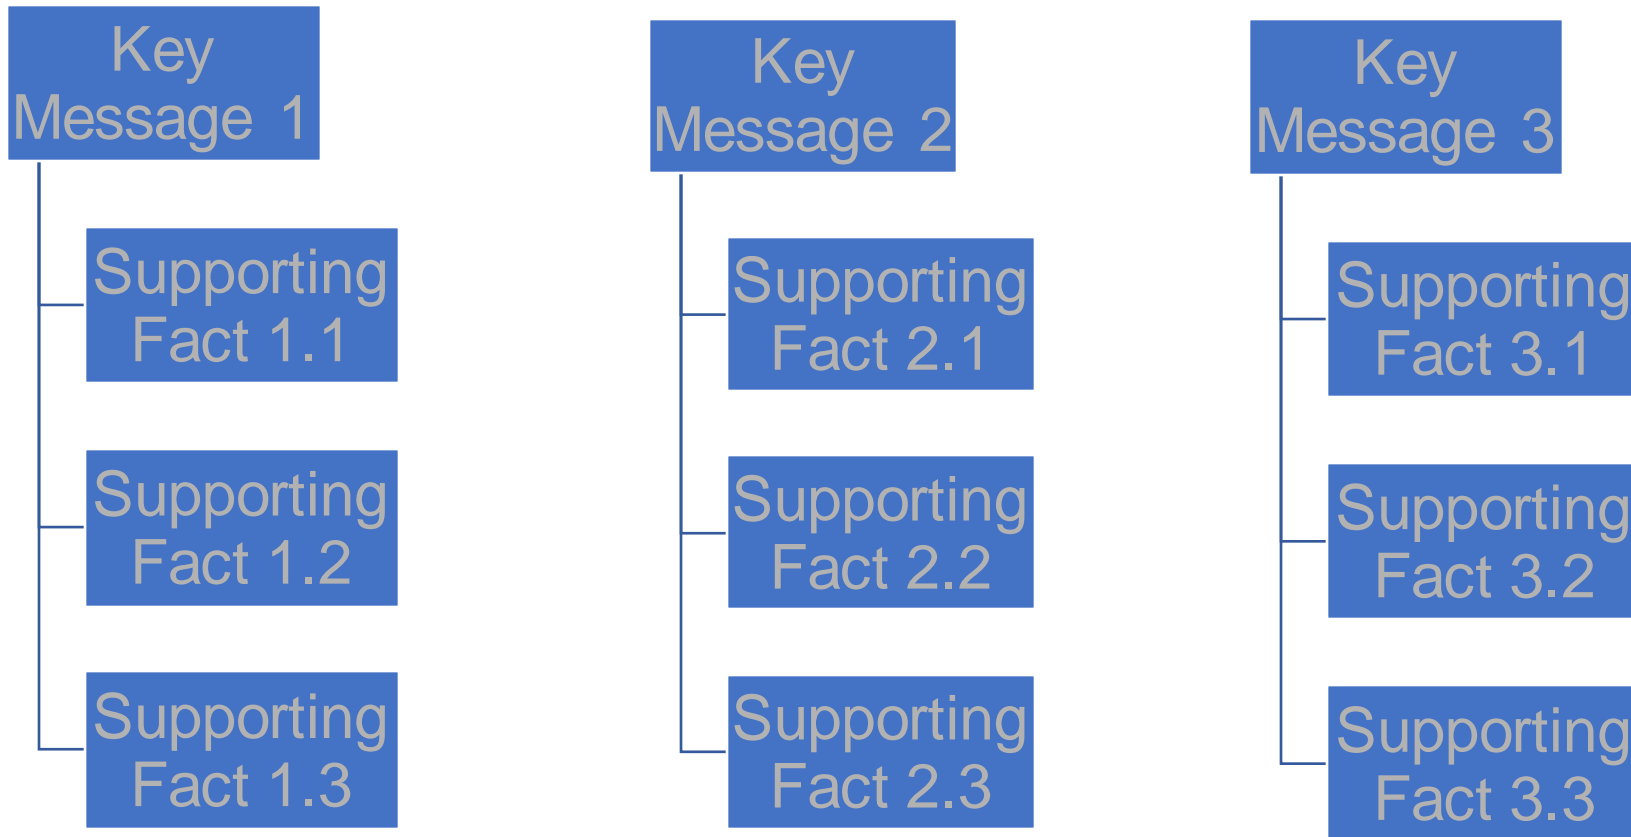 Key
Message 1
Supporting
Fact 1.1
Supporting
Fact 1.2
Supporting
Fact 1.3
Key
Message 2
Supporting
Fact 2.1
Supporting
Fact 2.2
Supporting
Fact 2.3
Key
Message 3
Supporting
Fact 3.1
Supporting
Fact 3.2
Supporting
Fact 3.3